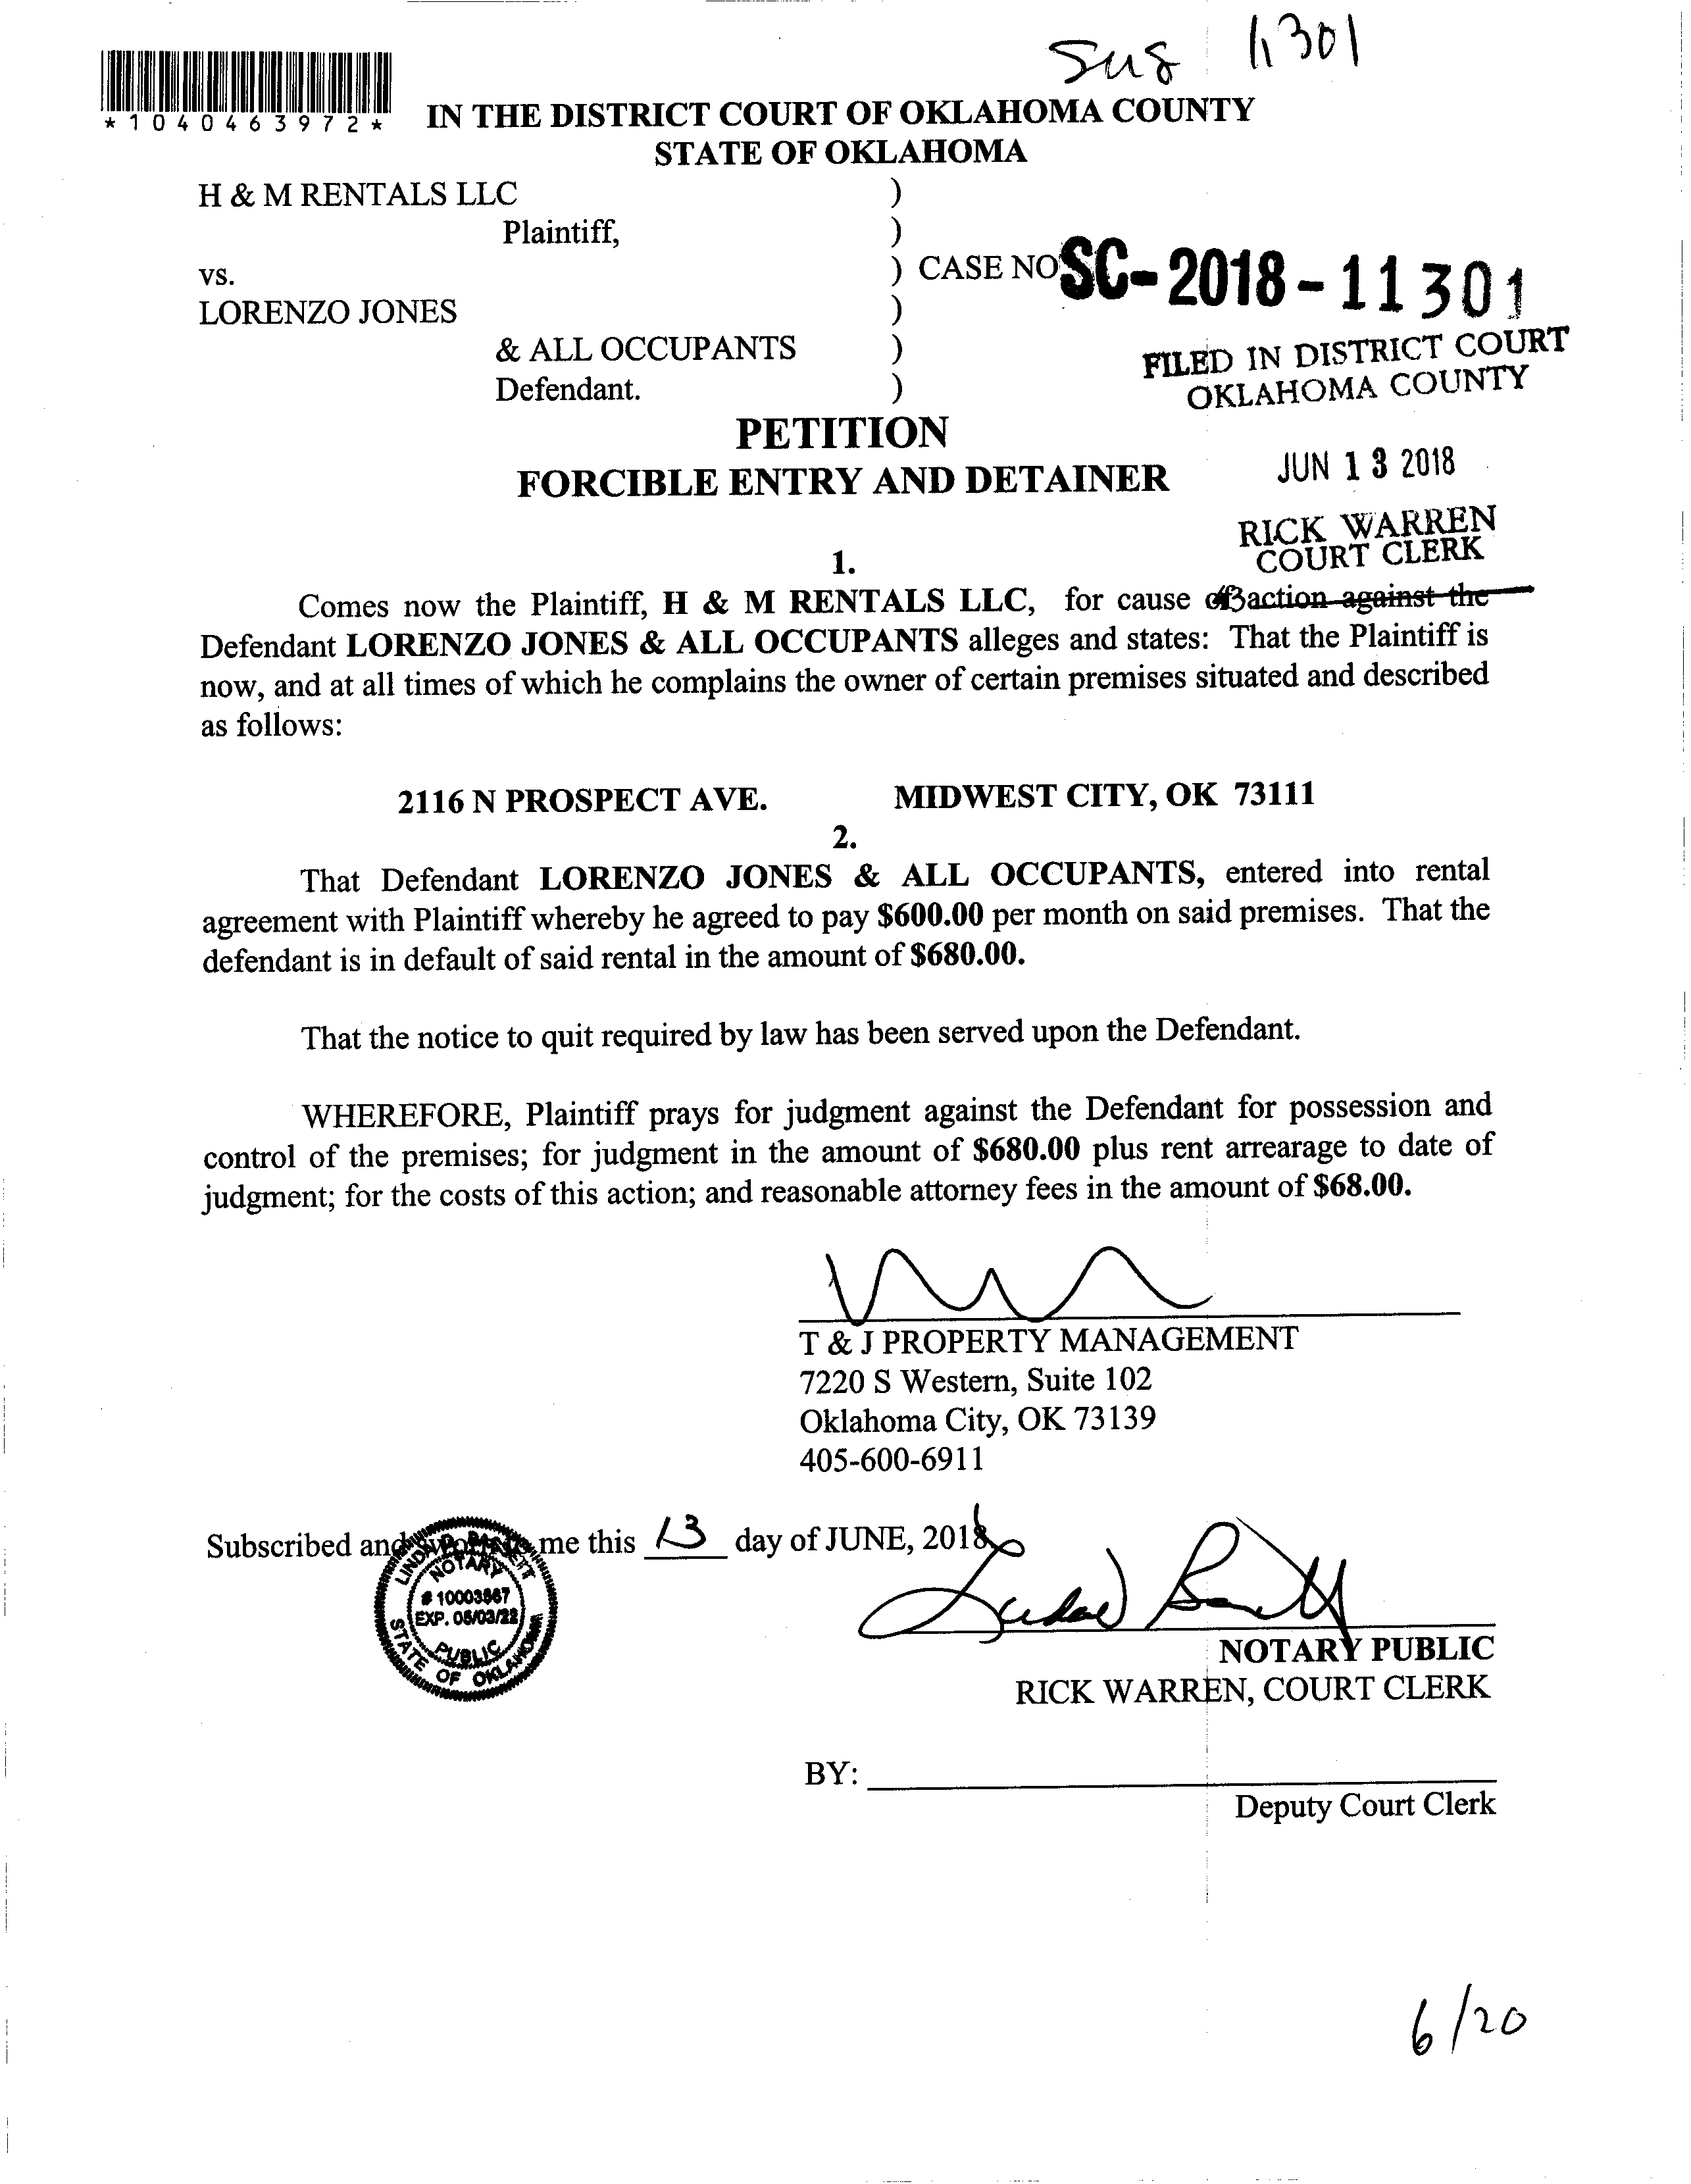 Sus 11301
*1040463972*
IN THE DISTRICT COURT OF OKLAHOMA COUNTY
STATE OF OKLAHOMA
H & M RENTALS LLC )
Plaintiff, )
vs. ) CASE NO SC-2018-11301
LORENZO JONES )
& ALL OCCUPANTS )
Defendant. )
FILED IN DISTRICT COURT
OKLAHOMA COUNTY
PETITION
FORCIBLE ENTRY AND DETAINER
JUN 13 2018
RICK WARREN
COURT CLERK
1.
Comes now the Plaintiff, H & M RENTALS LLC, for cause of action against the
Defendant LORENZO JONES & ALL OCCUPANTS alleges and states: That the Plaintiff is
now, and at all times of which he complains the owner of certain premises situated and described
as follows:
2116 N PROSPECT AVE. MIDWEST CITY, OK 73111
2.
That Defendant LORENZO JONES & ALL OCCUPANTS, entered into rental
agreement with Plaintiff whereby he agreed to pay $600.00 per month on said premises. That the
defendant is in default of said rental in the amount of $680.00.
That the notice to quit required by law has been served upon the Defendant.
WHEREFORE, Plaintiff prays for judgment against the Defendant for possession and
control of the premises; for judgment in the amount of $680.00 plus rent arrearage to date of
judgment; for the costs of this action; and reasonable attorney fees in the amount of $68.00.
T & J PROPERTY MANAGEMENT
7220 S Western, Suite 102
Oklahoma City, OK 73139
405-600-6911
Subscribed and me this 13 day of JUNE, 2018
NOTARY
# 10003567
EXP. 05/03/22
PUBLIC
STATE OF OKLAHOMA
NOTARY PUBLIC
RICK WARREN, COURT CLERK
BY:
Deputy Court Clerk
6/20